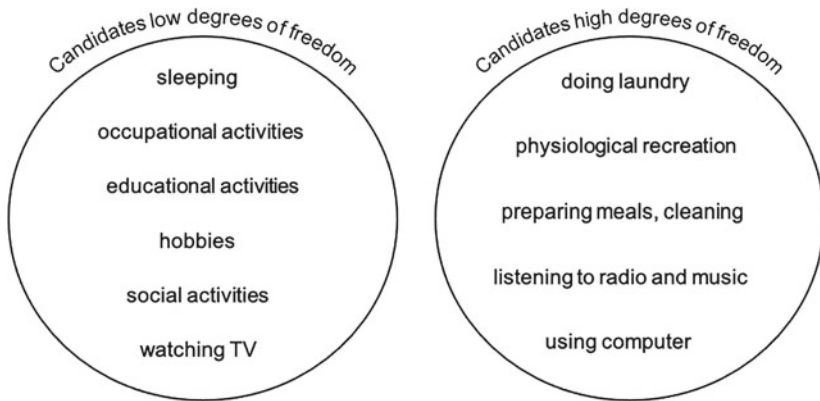 Candidates low degrees of freedom
sleeping
occupational activities
educational activities
hobbies
social activities
watching TV
Candidates high degrees of freedom
doing laundry
physiological recreation
preparing meals, cleaning
listening to radio and music
using computer